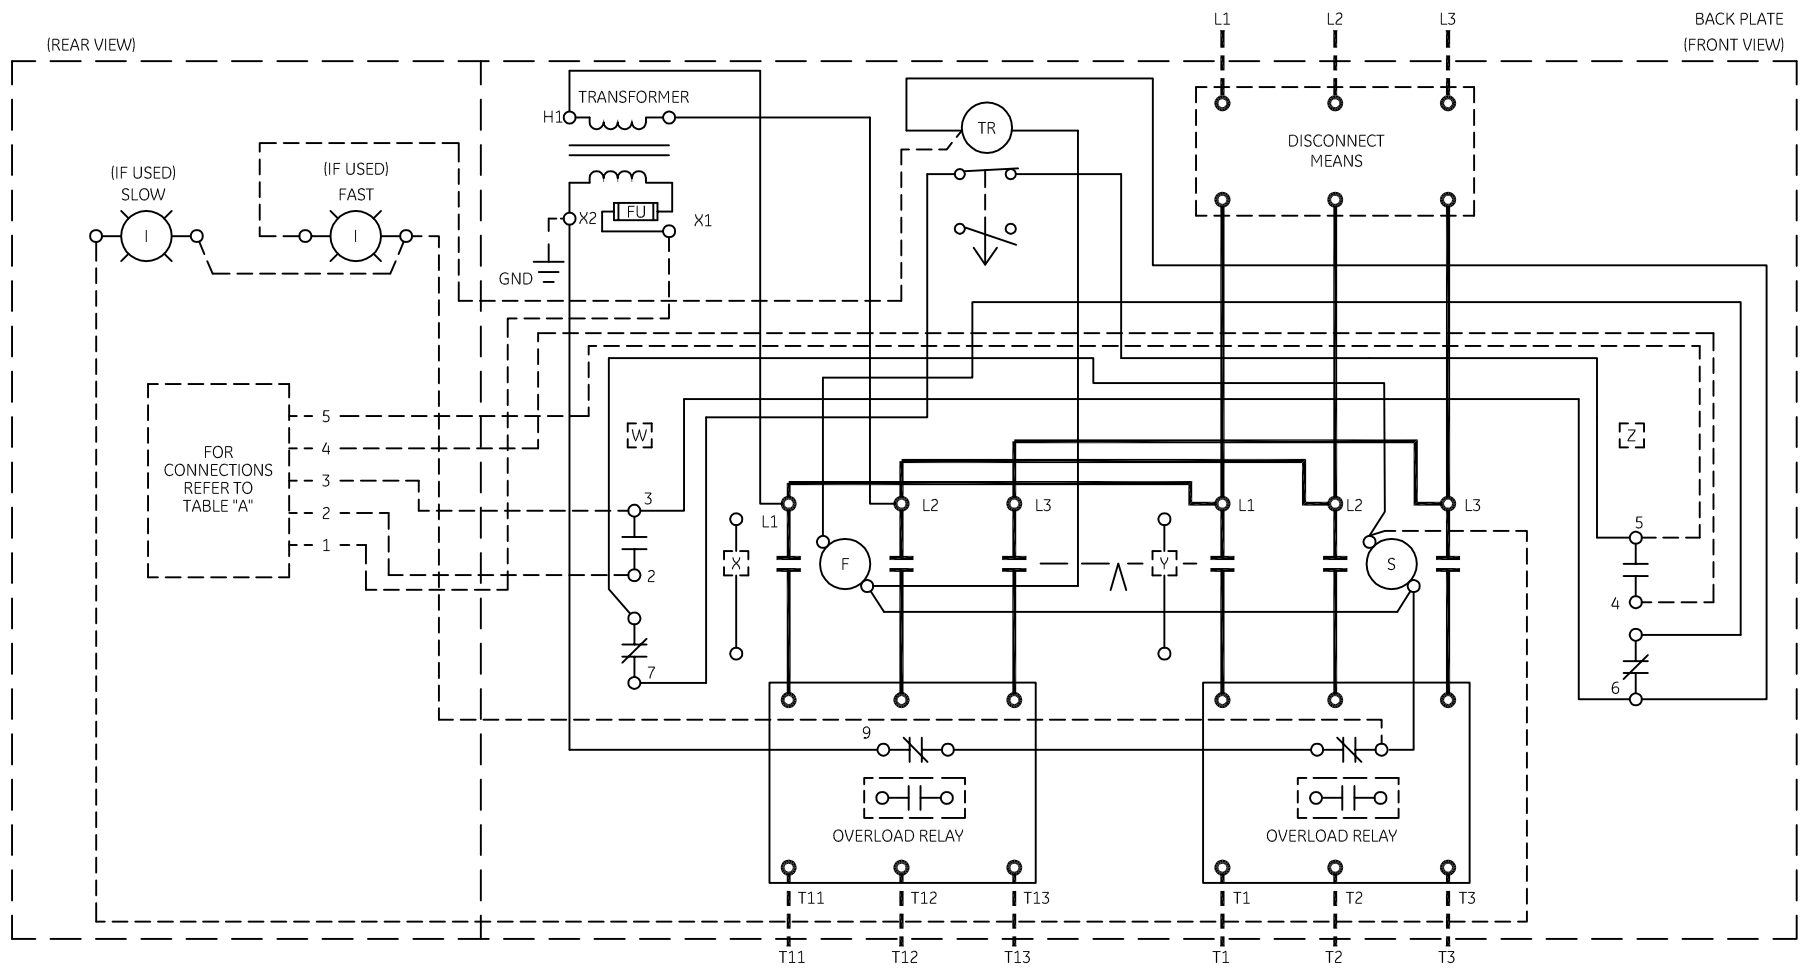 L1 L2 L3 BACK PLATE
(REAR VIEW) (FRONT VIEW)
TRANSFORMER
H1
TR
DISCONNECT
MEANS
(IF USED)
SLOW
(IF USED)
FAST
FU
X2 X1
I I
GND
5
4
3
2
1
FOR
CONNECTIONS
REFER TO
TABLE "A"
W Z
3
L1 L2 L3 L1 L2 L3
5
X F Y S
2
4
7
6
9
OVERLOAD RELAY OVERLOAD RELAY
T11 T12 T13 T1 T2 T3
T11 T12 T13 T1 T2 T3